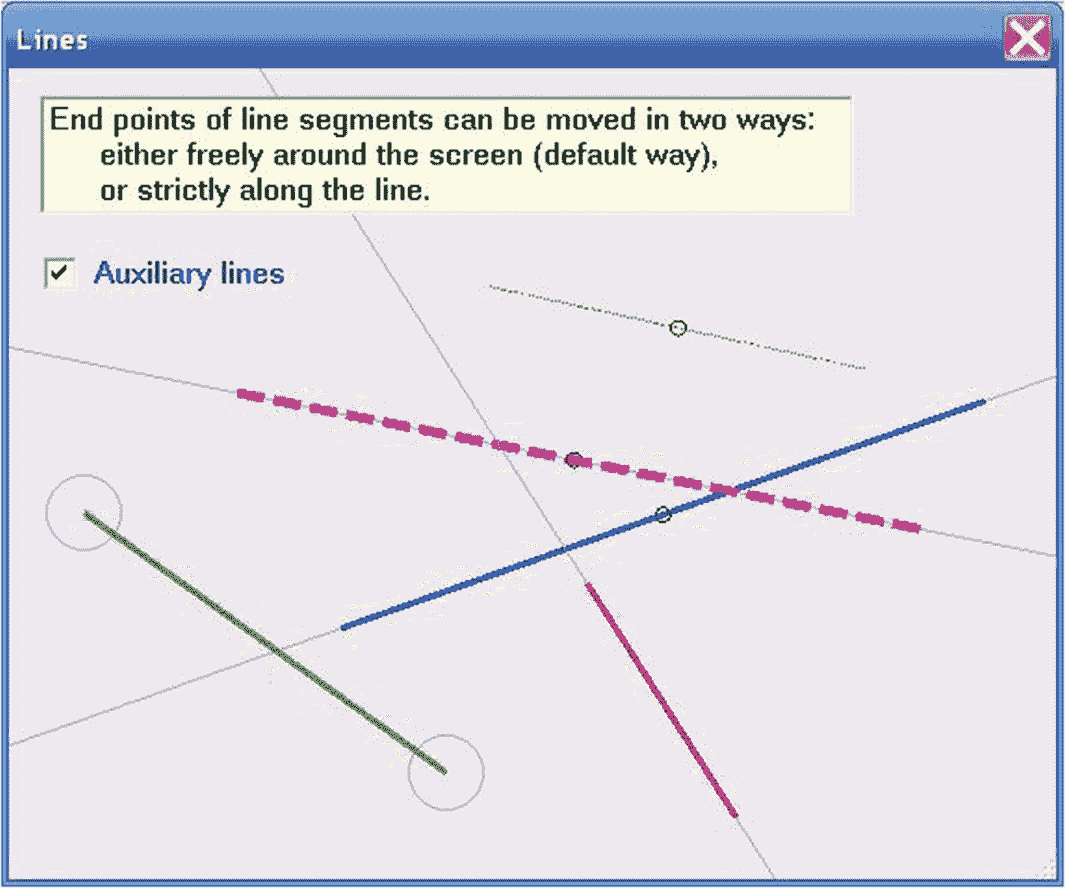 Lines
End points of line segments can be moved in two ways:
either freely around the screen (default way),
or strictly along the line.
Auxiliary lines